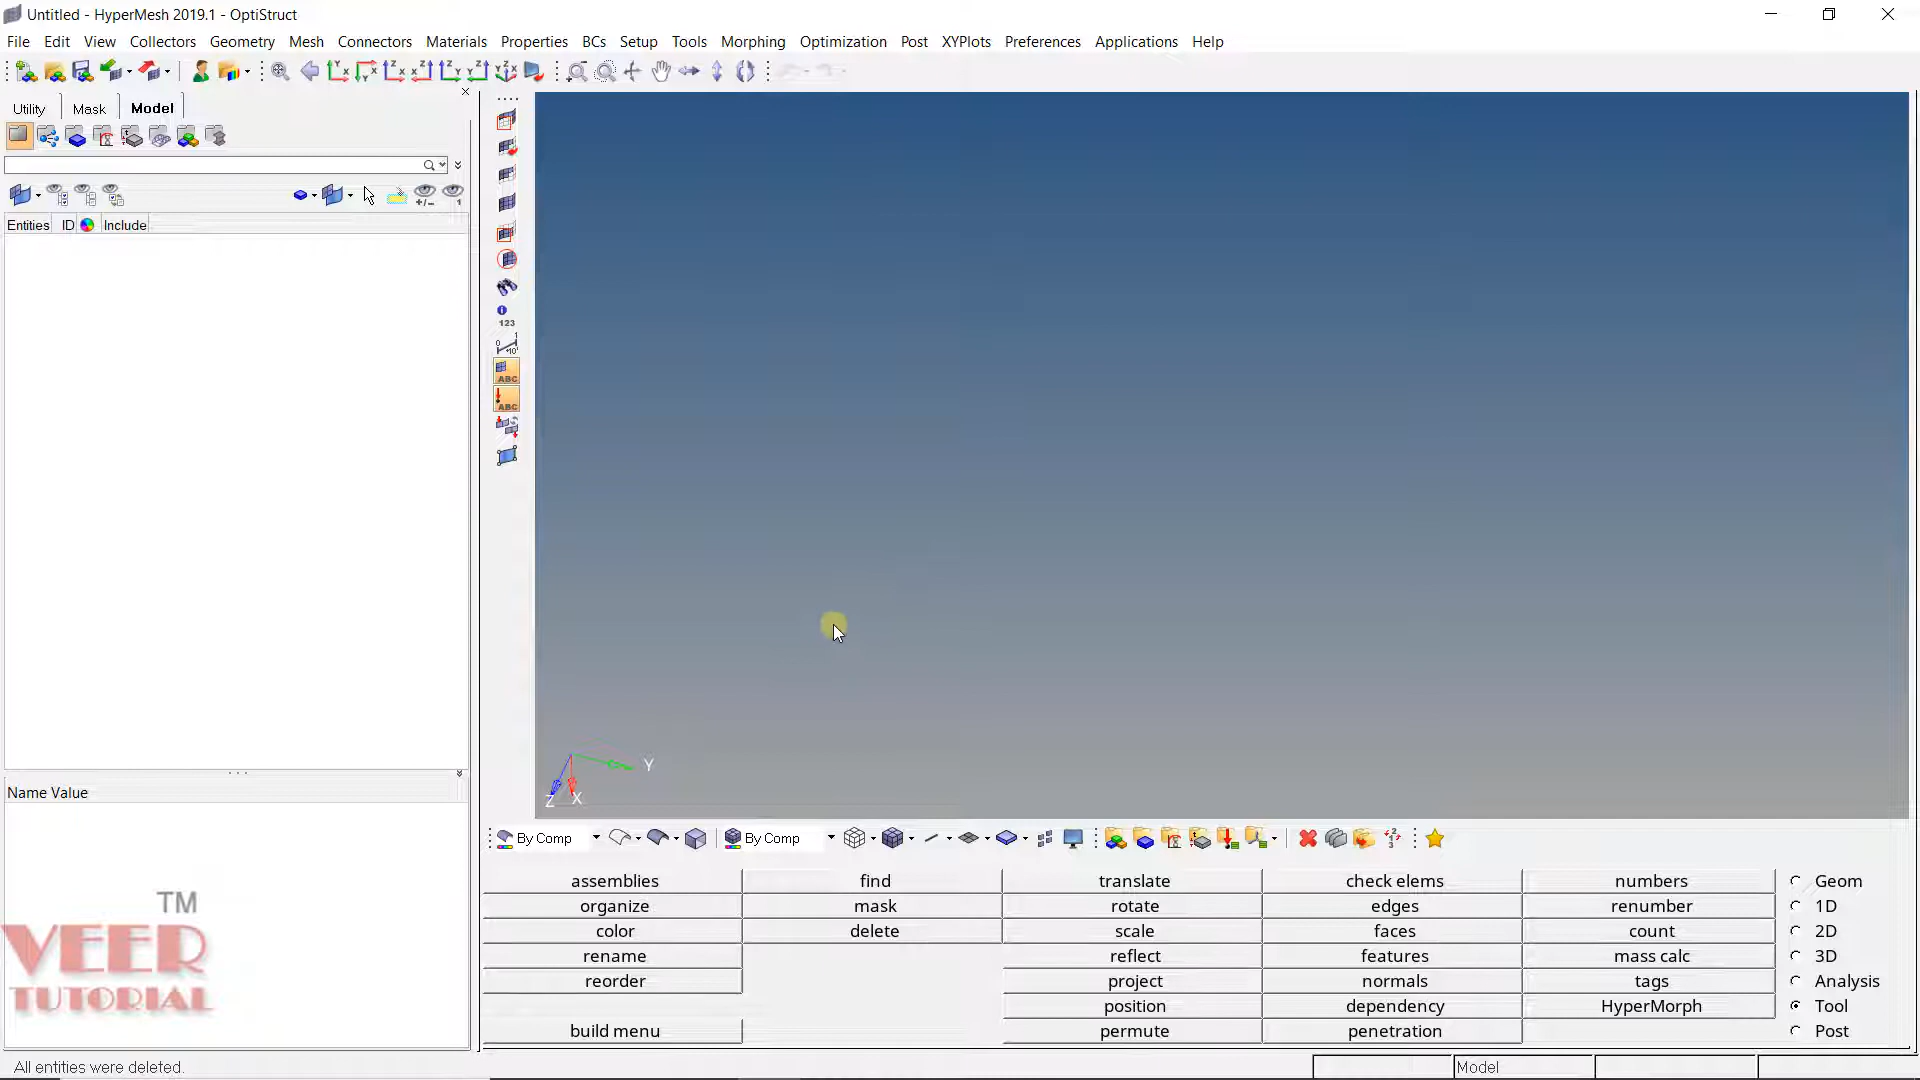 Untitled - HyperMesh 2019.1 - OptiStruct
File Edit View Collectors Geometry Mesh Connectors Materials Properties BCs Setup Tools Morphing Optimization Post XYPlots Preferences Applications Help
Utility Mask Model
Entities ID Include
123
ABC
ABC
Y
Z X
Name Value
By Comp By Comp
assemblies find translate check elems numbers Geom
organize mask rotate edges renumber 1D
color delete scale faces count 2D
rename reflect features mass calc 3D
reorder project normals tags Analysis
position dependency HyperMorph Tool
build menu permute penetration Post
TM
VEER
TUTORIAL
All entities were deleted.
Model